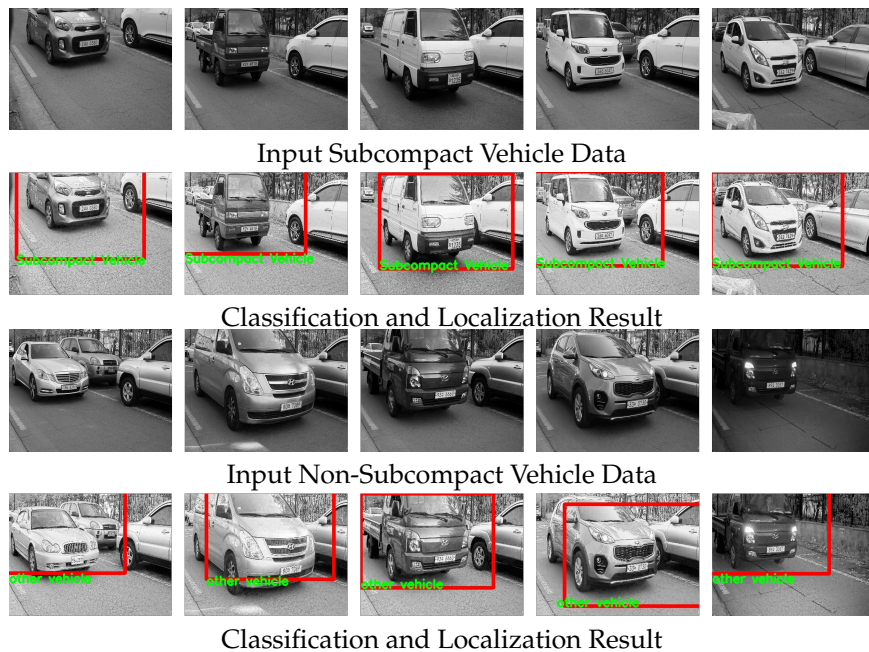 Input Subcompact Vehicle Data
Subcompact Vehicle
Subcompact Vehicle
Subcompact Vehicle
Subcompact Vehicle
Subcompact Vehicle
Classification and Localization Result
Input Non-Subcompact Vehicle Data
other vehicle
other vehicle
other vehicle
other vehicle
other vehicle
Classification and Localization Result